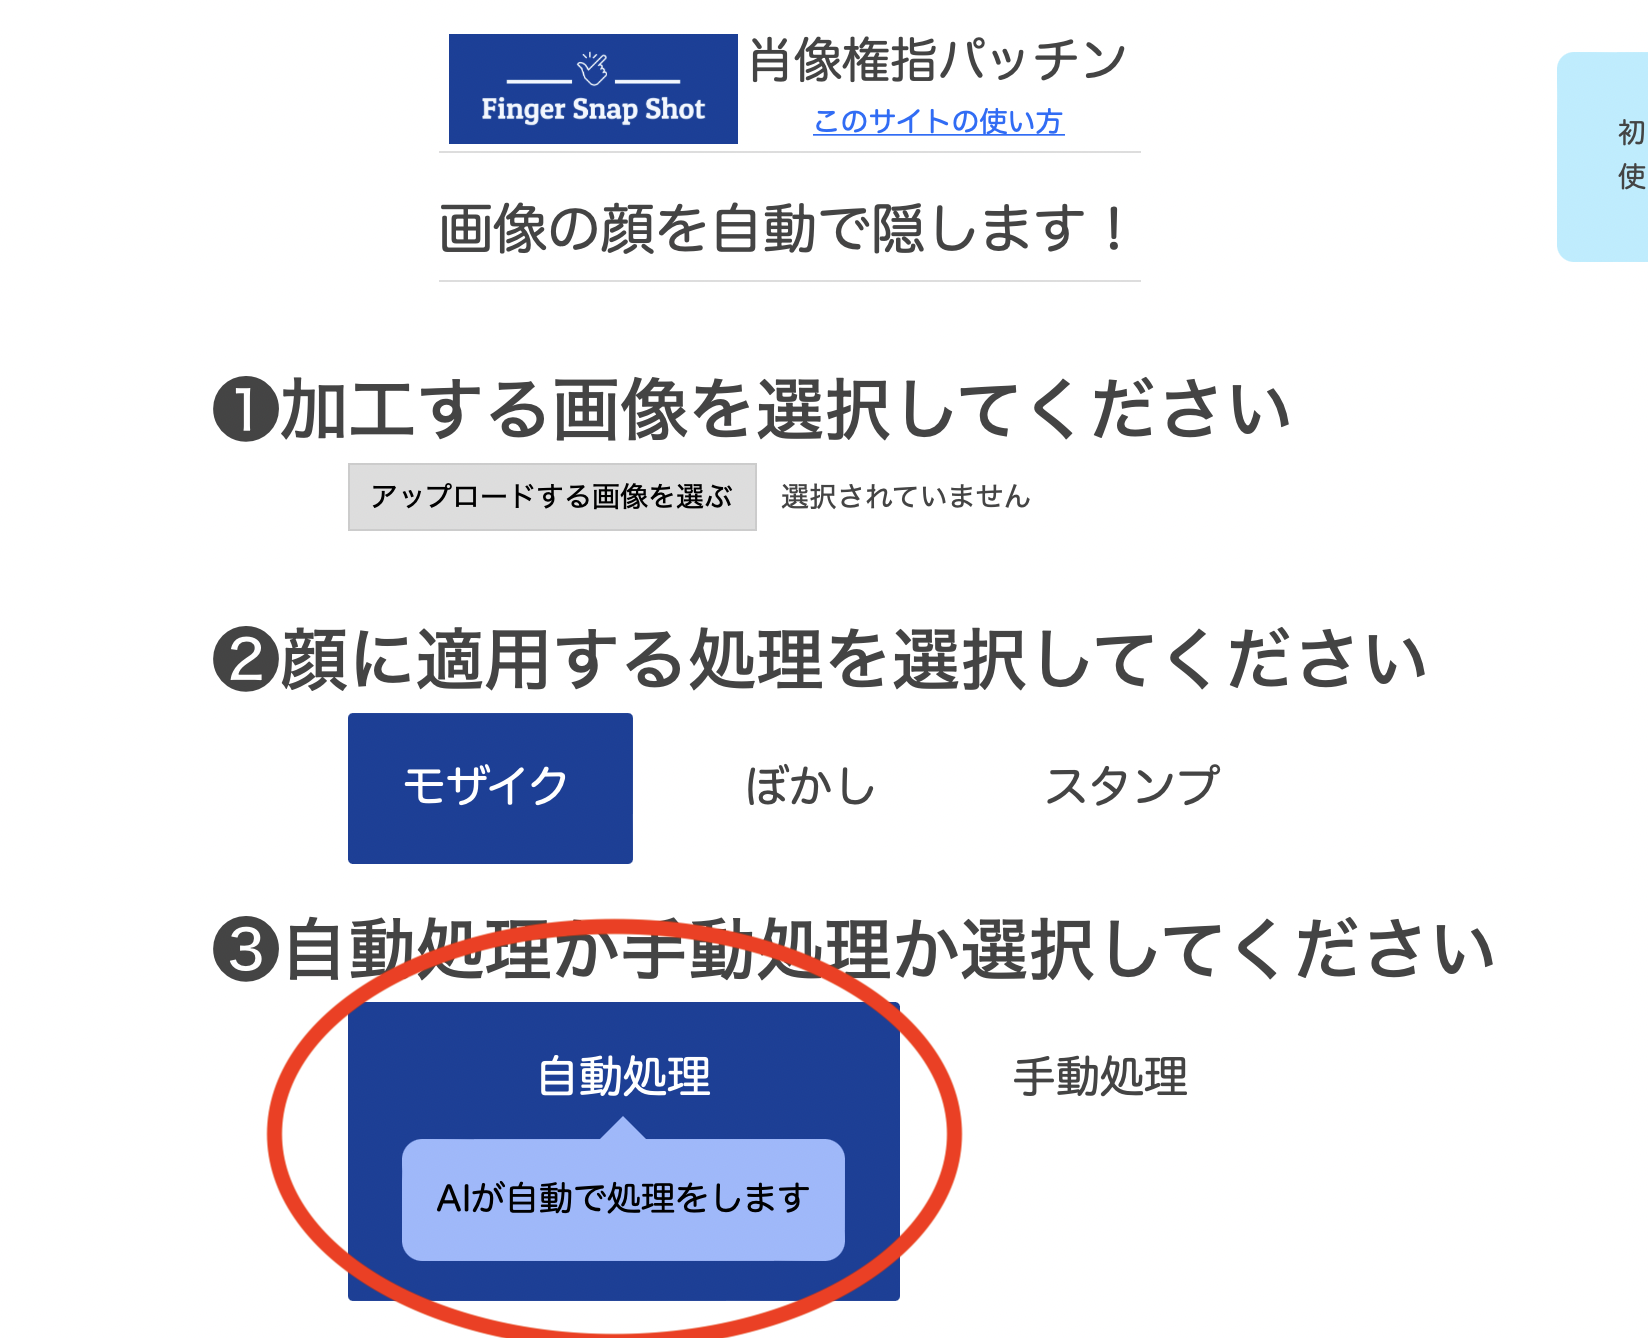 Finger Snap Shot
肖像権指パッチン
このサイトの使い方
初
使
画像の顔を自動で隠します！
❶加工する画像を選択してください
アップロードする画像を選ぶ 選択されていません
❷顔に適用する処理を選択してください
モザイク ぼかし スタンプ
❸自動処理か手動処理か選択してください
自動処理 手動処理
AIが自動で処理をします